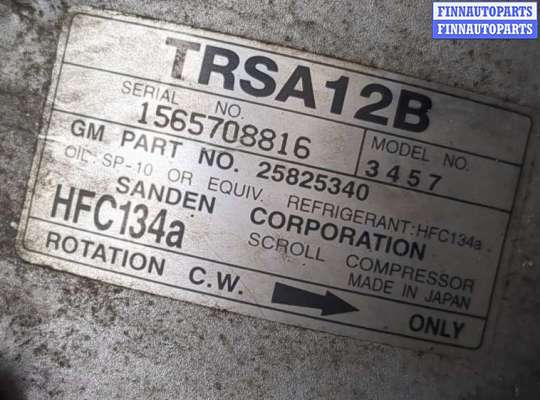 FINNAUTOPARTS
FINNAUTOPARTS
TRSA12B
SERIAL NO.
1565708816
MODEL NO.
3457
GM PART NO. 25825340
OIL: SP-10 OR EQUIV. REFRIGERANT: HFC134a.
SANDEN CORPORATION
HFC134a
SCROLL COMPRESSOR
MADE IN JAPAN
ROTATION C.W. ONLY